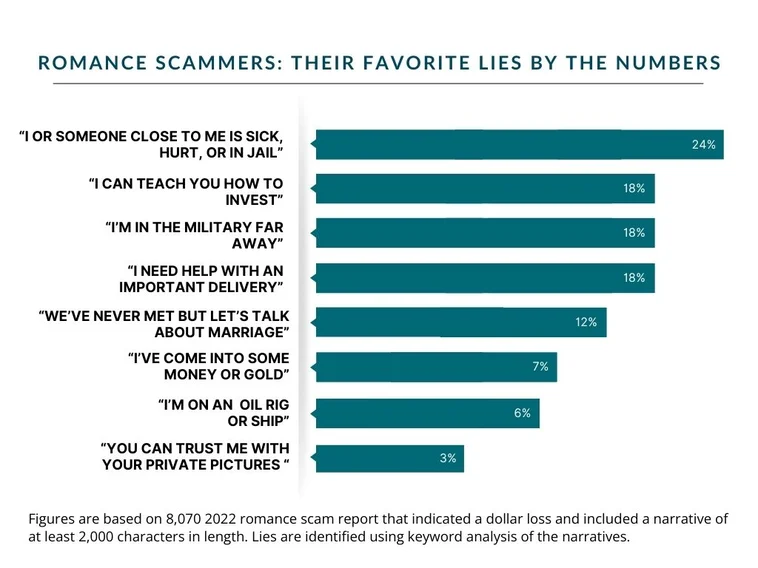 ROMANCE SCAMMERS: THEIR FAVORITE LIES BY THE NUMBERS
“I OR SOMEONE CLOSE TO ME IS SICK,
HURT, OR IN JAIL”
24%
“I CAN TEACH YOU HOW TO
INVEST”
18%
“I’M IN THE MILITARY FAR
AWAY”
18%
“I NEED HELP WITH AN
IMPORTANT DELIVERY”
18%
“WE’VE NEVER MET BUT LET’S TALK
ABOUT MARRIAGE”
12%
“I’VE COME INTO SOME
MONEY OR GOLD”
7%
“I’M ON AN  OIL RIG
OR SHIP”
6%
“YOU CAN TRUST ME WITH
YOUR PRIVATE PICTURES “
3%
Figures are based on 8,070 2022 romance scam report that indicated a dollar loss and included a narrative of
at least 2,000 characters in length. Lies are identified using keyword analysis of the narratives.